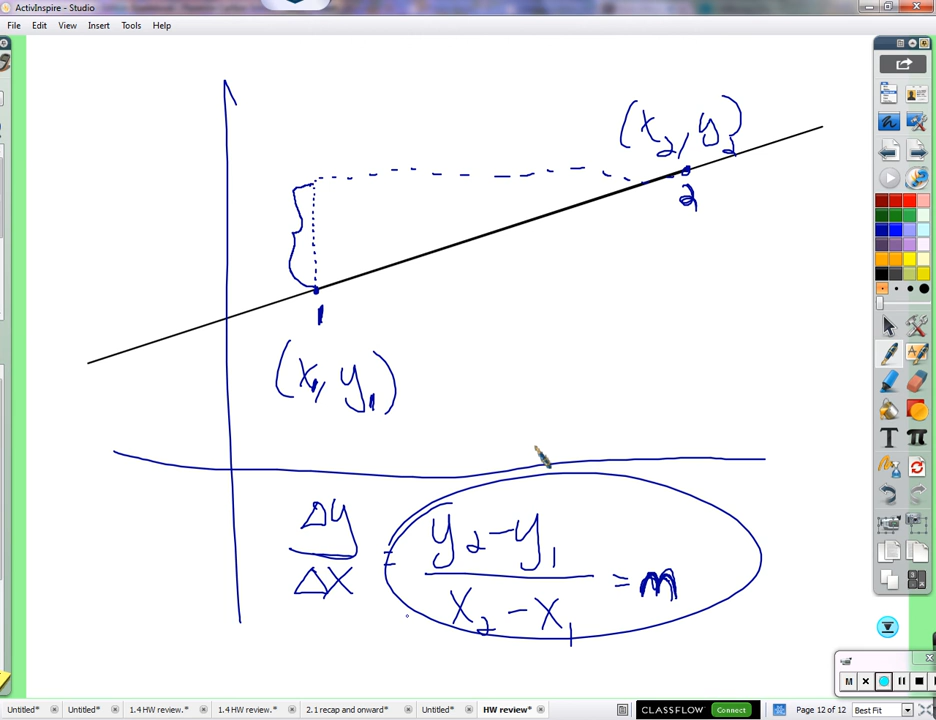 ActivInspire - Studio
File Edit View Insert Tools Help
(x₂, y₂)
2
1
(x₁, y₁)
Δy/Δx = (y₂-y₁)/(x₂-x₁) = m
T π
M
Untitled* Untitled* 1.4 HW review.* 1.4 HW review.* 2.1 recap and onward* Untitled* HW review* CLASSFLOW Connect Page 12 of 12 Best Fit